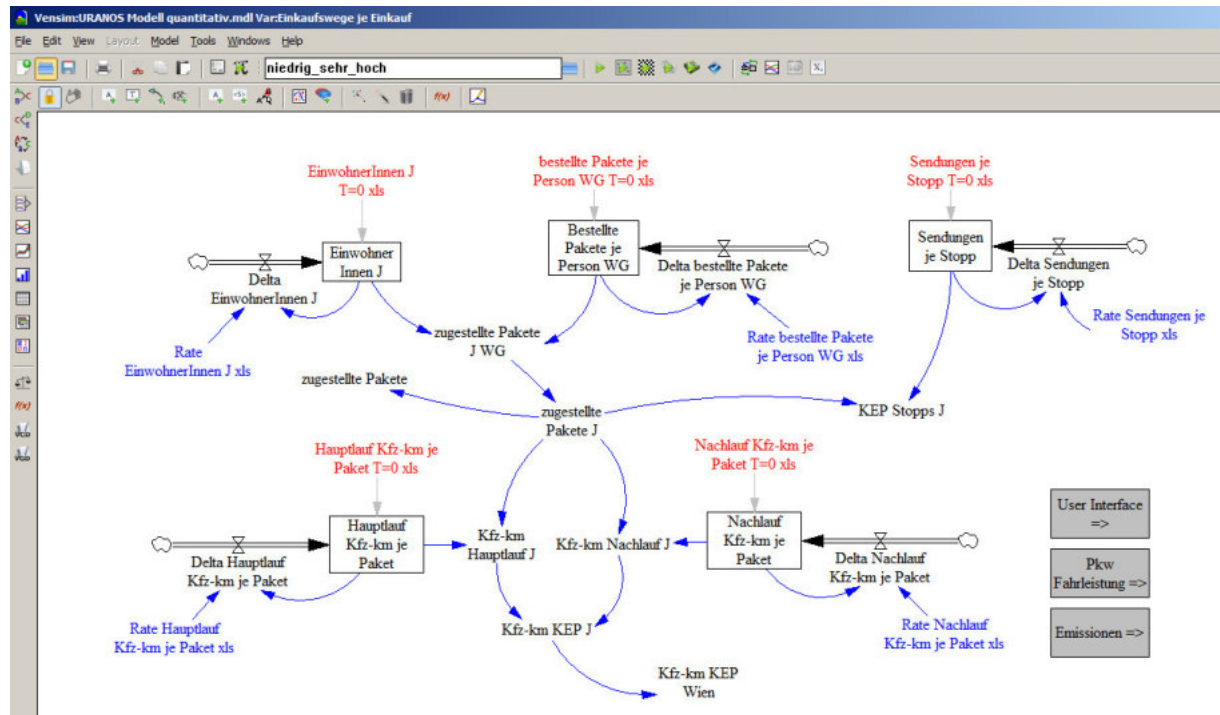 Vensim:URANOS Modell quantitativ.mdl Var:Einkaufswege je Einkauf
File Edit View Layout Model Tools Windows Help
niedrig_sehr_hoch
EinwohnerInnen J
T=0 xls
bestellte Pakete je
Person WG T=0 xls
Sendungen je
Stopp T=0 xls
Einwohner
Innen J
Bestellte
Pakete je
Person WG
Sendungen
je Stopp
Delta
EinwohnerInnen J
Delta bestellte Pakete
je Person WG
Delta Sendungen
je Stopp
Rate
EinwohnerInnen J xls
zugestellte Pakete
J WG
Rate bestellte Pakete
je Person WG xls
Rate Sendungen je
Stopp xls
zugestellte Pakete
zugestellte
Pakete J
KEP Stopps J
Hauptlauf Kfz-km je
Paket T=0 xls
Nachlauf Kfz-km je
Paket T=0 xls
Hauptlauf
Kfz-km je
Paket
Kfz-km
Hauptlauf J
Kfz-km Nachlauf J
Nachlauf
Kfz-km je
Paket
Delta Hauptlauf
Kfz-km je Paket
Delta Nachlauf
Kfz-km je Paket
Rate Hauptlauf
Kfz-km je Paket xls
Kfz-km KEP J
Rate Nachlauf
Kfz-km je Paket xls
Kfz-km KEP
Wien
User Interface
=>
Pkw
Fahrleistung =>
Emissionen =>